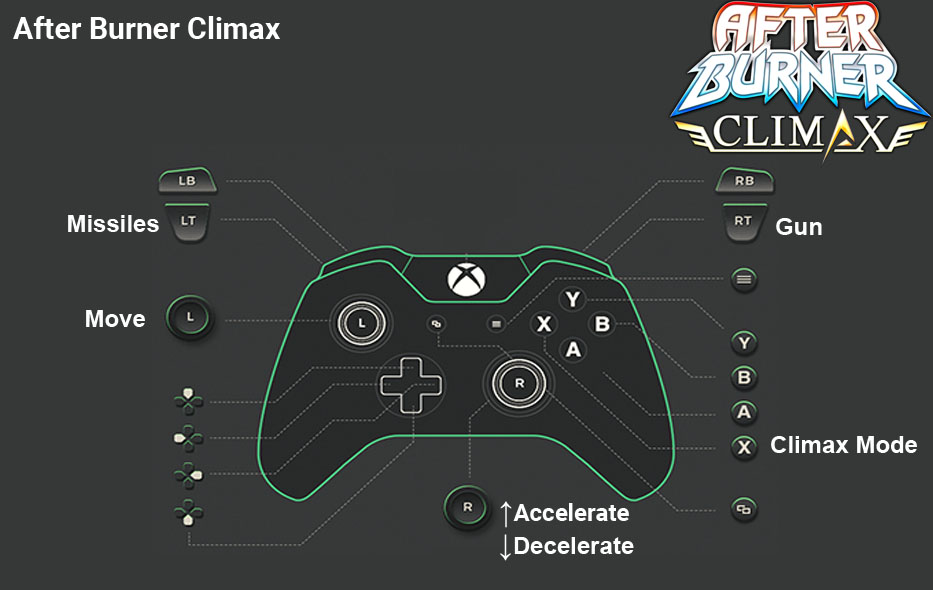 After Burner Climax
AFTER
BURNER
CLIMAX
LB
RB
Missiles
LT
RT
Gun
Y
Move
L
L
X
B
A
Y
R
B
A
X
Climax Mode
R
↑Accelerate
↓Decelerate